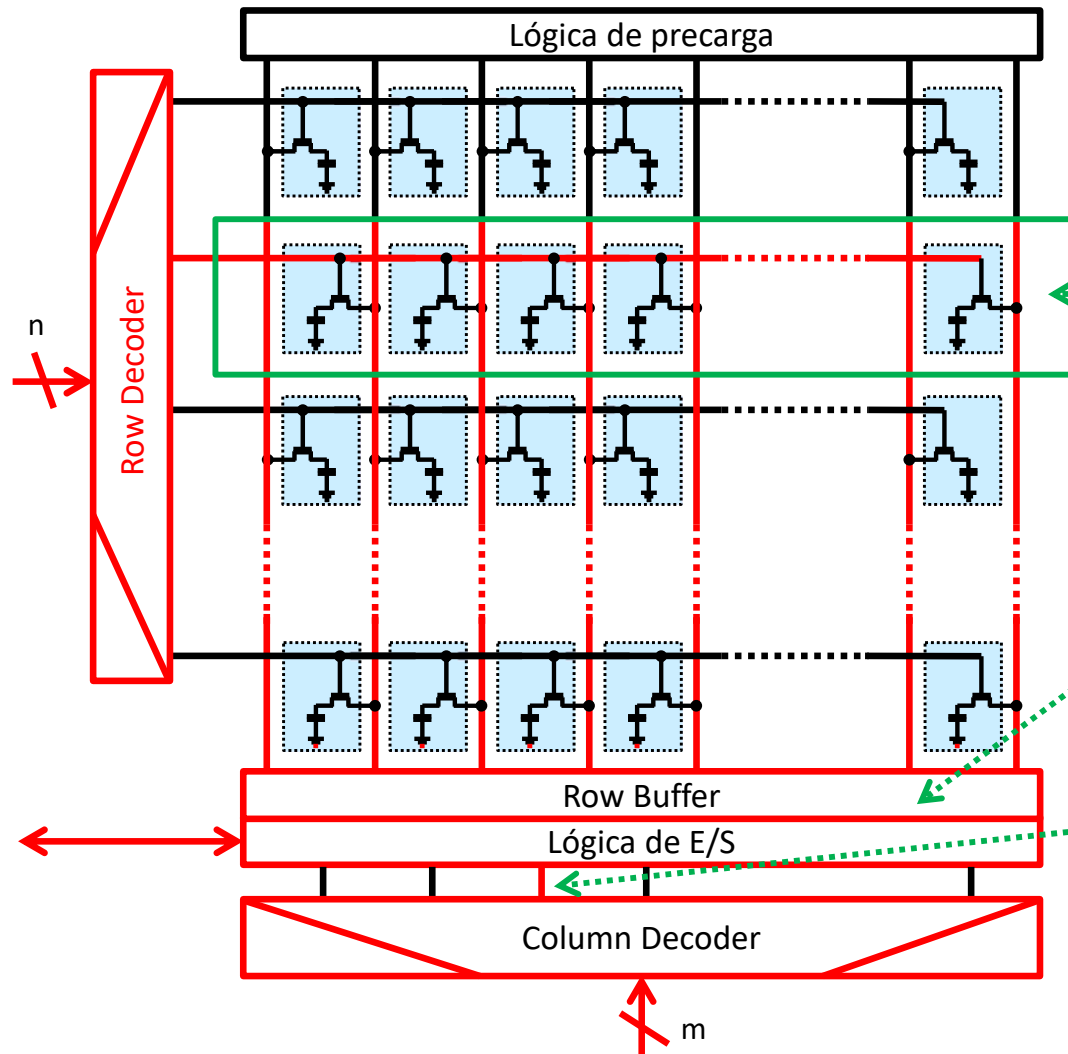 Lógica de precarga
n
Row Decoder
Row Buffer
Lógica de E/S
Column Decoder
m